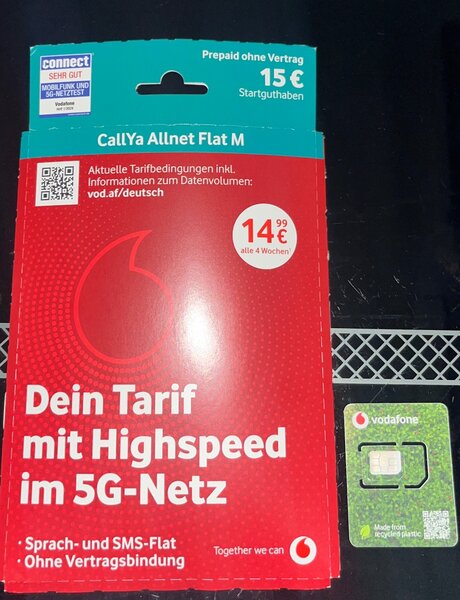 connect
SEHR GUT
MOBILFUNK UND
5G-NETZTEST
Vodafone
Prepaid ohne Vertrag
15 €
Startguthaben
CallYa Allnet Flat M
Aktuelle Tarifbedingungen inkl.
Informationen zum Datenvolumen:
vod.af/deutsch
14⁹⁹ €
alle 4 Wochen
Dein Tarif
mit Highspeed
im 5G-Netz
· Sprach- und SMS-Flat
· Ohne Vertragsbindung
Together we can
vodafone
Made from
recycled plastic